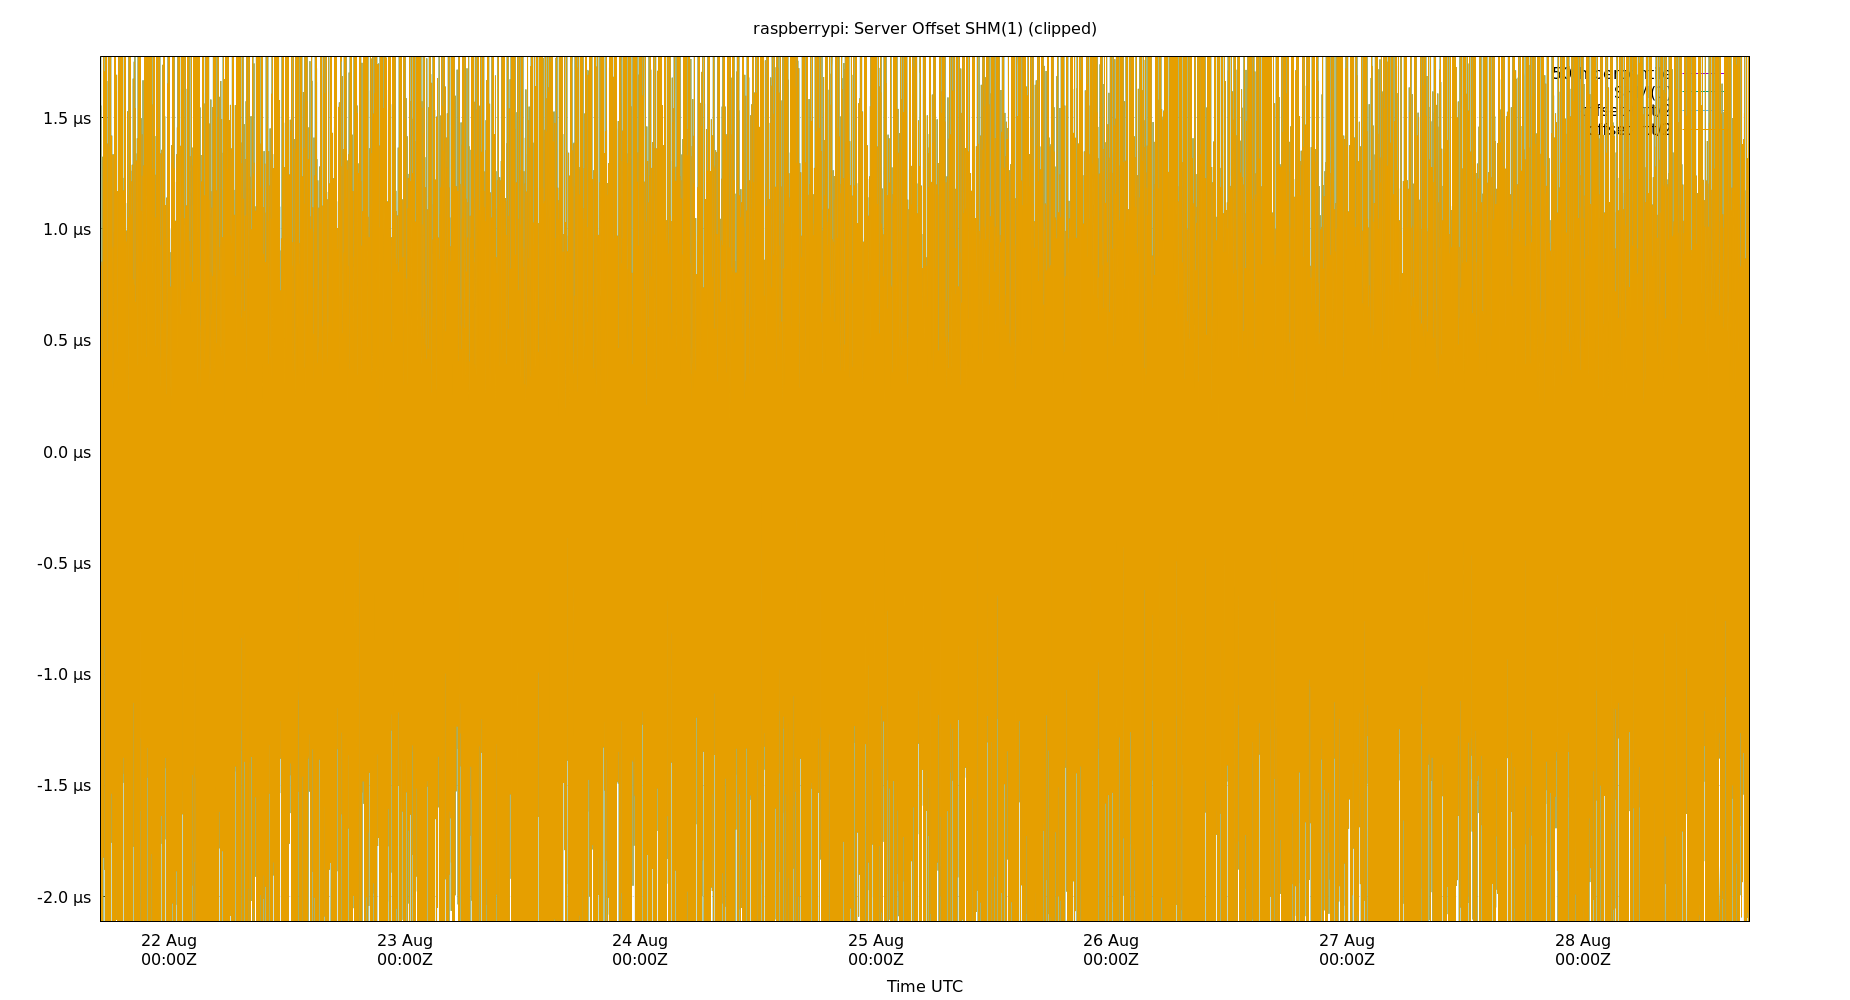 raspberrypi: Server Offset SHM(1) (clipped)
1.5 µs
1.0 µs
0.5 µs
0.0 µs
-0.5 µs
-1.0 µs
-1.5 µs
-2.0 µs
22 Aug 23 Aug 24 Aug 25 Aug 26 Aug 27 Aug 28 Aug
00:00Z 00:00Z 00:00Z 00:00Z 00:00Z 00:00Z 00:00Z
Time UTC